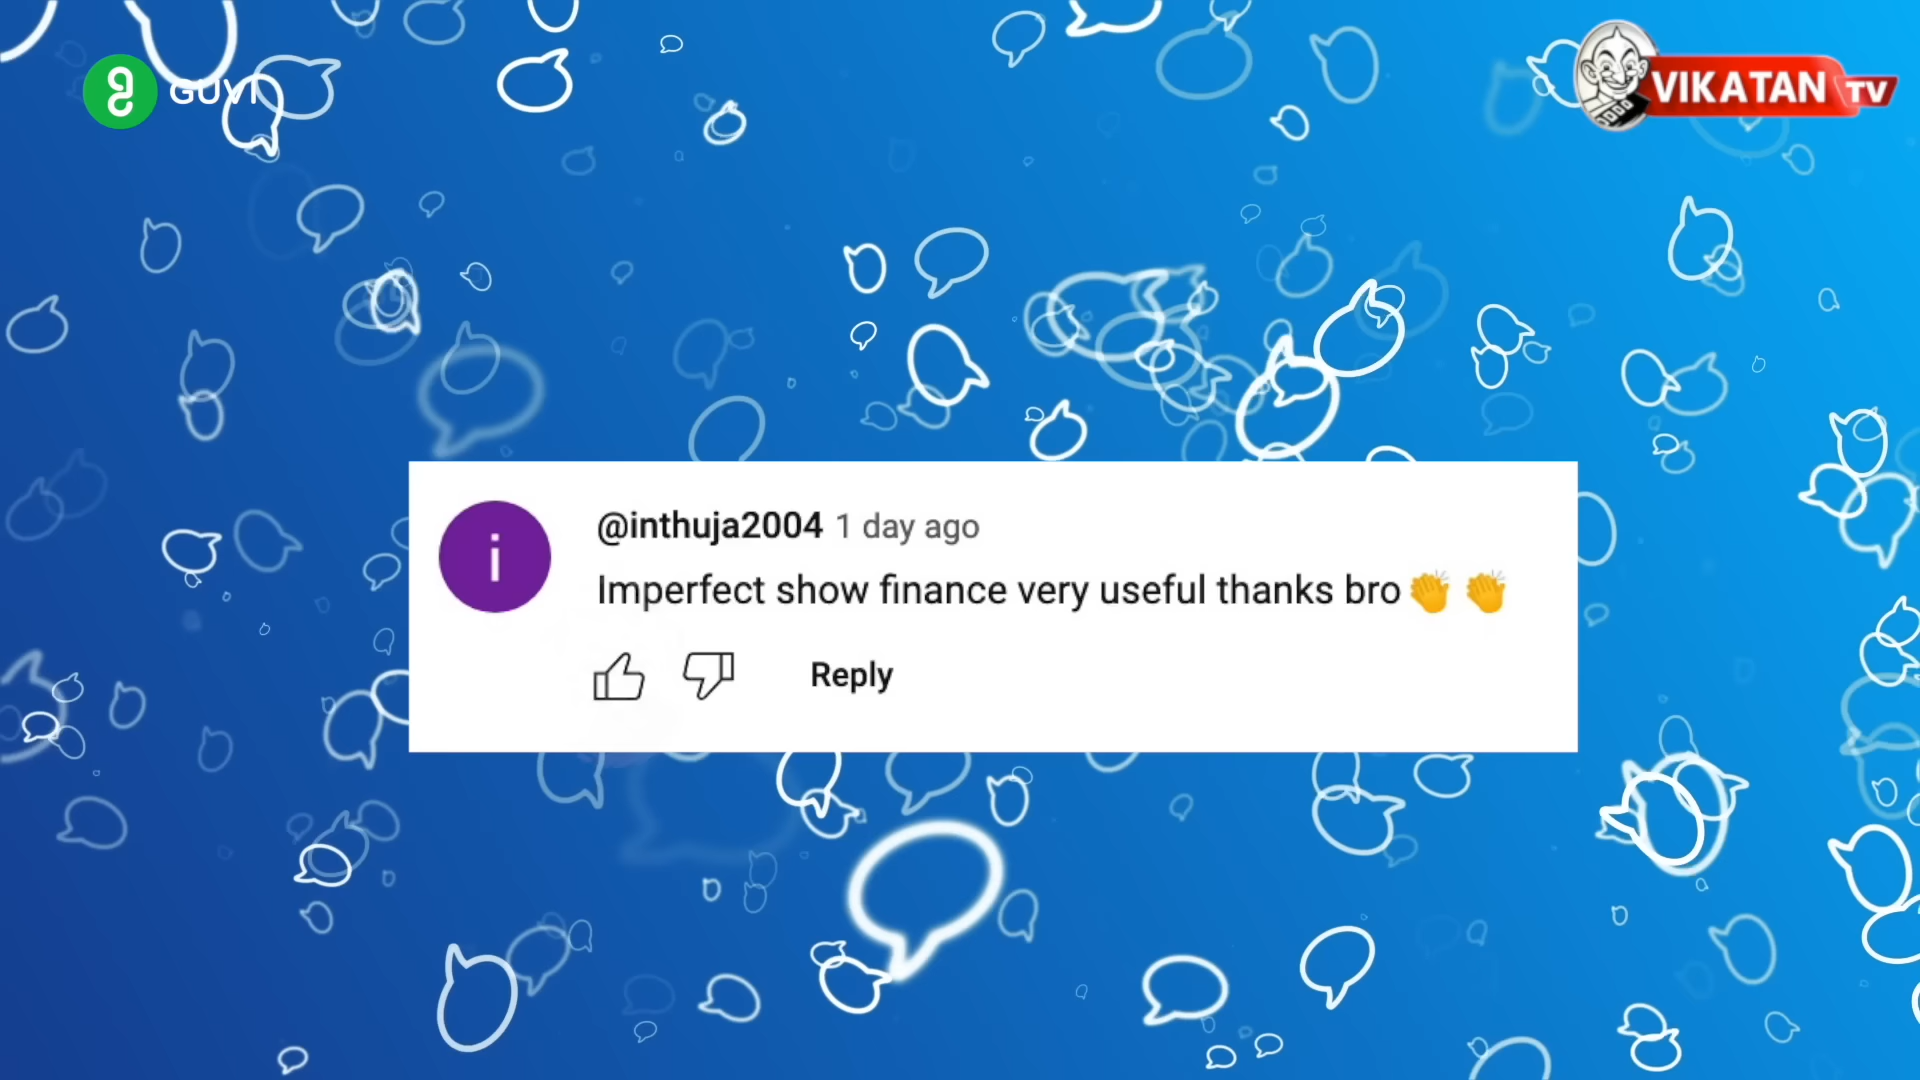 GUVI
VIKATAN TV
i
@inthuja2004 1 day ago
Imperfect show finance very useful thanks bro👏 👏
Reply